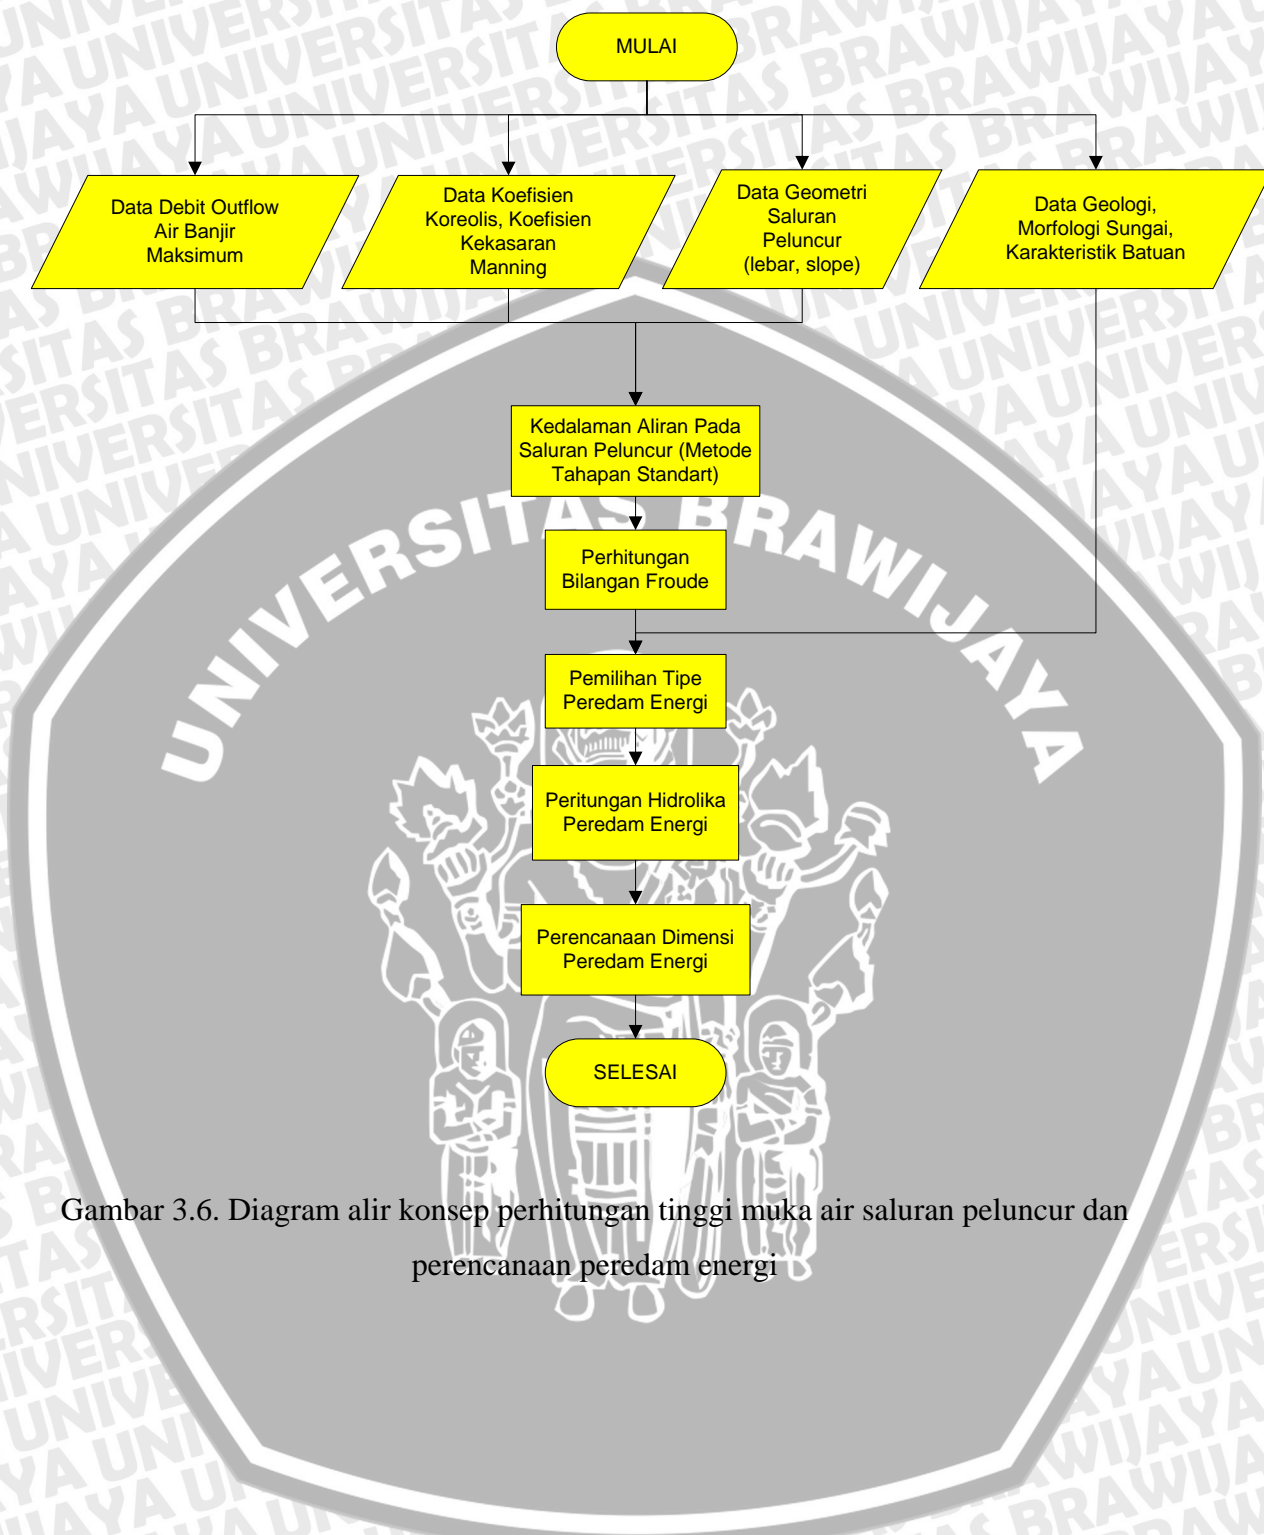 MULAI
Data Debit Outflow
Air Banjir
Maksimum
Data Koefisien
Koreolis, Koefisien
Kekasaran
Manning
Data Geometri
Saluran
Peluncur
(lebar, slope)
Data Geologi,
Morfologi Sungai,
Karakteristik Batuan
Kedalaman Aliran Pada
Saluran Peluncur (Metode
Tahapan Standart)
UNIVERSITAS BRAWIJAYA
Perhitungan
Bilangan Froude
Pemilihan Tipe
Peredam Energi
Peritungan Hidrolika
Peredam Energi
Perencanaan Dimensi
Peredam Energi
SELESAI
Gambar 3.6. Diagram alir konsep perhitungan tinggi muka air saluran peluncur dan
perencanaan peredam energi